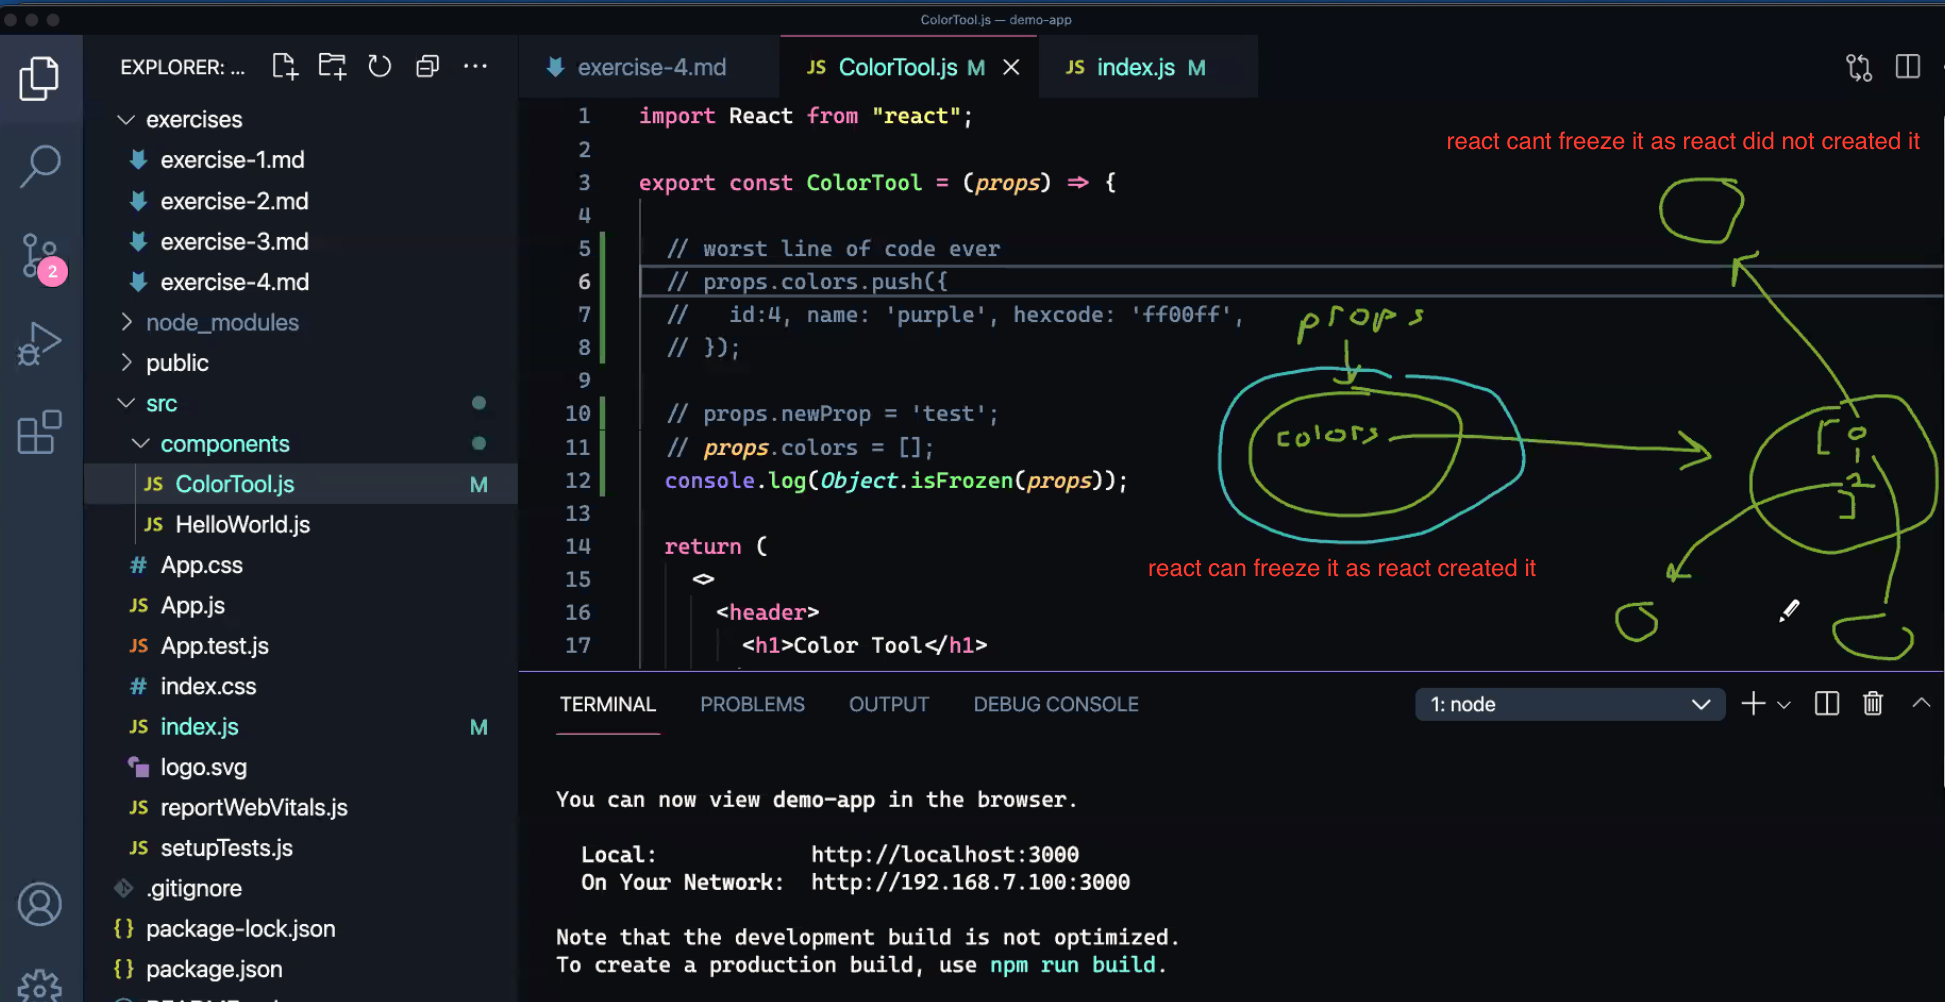 ColorTool.js — demo-app
EXPLORER: ...
exercises
exercise-1.md
exercise-2.md
exercise-3.md
exercise-4.md
node_modules
public
src
components
JS ColorTool.js M
JS HelloWorld.js
# App.css
JS App.js
JS App.test.js
# index.css
JS index.js M
logo.svg
JS reportWebVitals.js
JS setupTests.js
.gitignore
{} package-lock.json
{} package.json
2
exercise-4.md
JS ColorTool.js M
JS index.js M
1 import React from "react";
2
3 export const ColorTool = (props) => {
4
5 // worst line of code ever
6 // props.colors.push({
7 // id:4, name: 'purple', hexcode: 'ff00ff',
8 // });
9
10 // props.newProp = 'test';
11 // props.colors = [];
12 console.log(Object.isFrozen(props));
13
14 return (
15 <>
16 <header>
17 <h1>Color Tool</h1>
react cant freeze it as react did not created it
props
colors
[ 0
1
2
]
react can freeze it as react created it
TERMINAL PROBLEMS OUTPUT DEBUG CONSOLE
1: node
You can now view demo-app in the browser.
Local: http://localhost:3000
On Your Network: http://192.168.7.100:3000
Note that the development build is not optimized.
To create a production build, use npm run build.